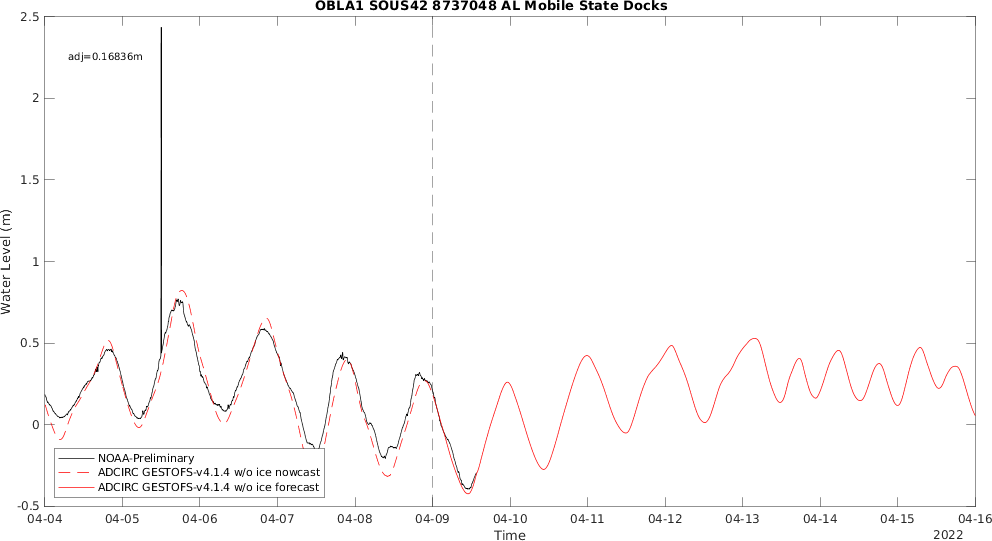 OBLA1 SOUS42 8737048 AL Mobile State Docks
adj=0.16836m
2.5
2
1.5
1
0.5
0
-0.5
Water Level (m)
NOAA-Preliminary
ADCIRC GESTOFS-v4.1.4 w/o ice nowcast
ADCIRC GESTOFS-v4.1.4 w/o ice forecast
04-04 04-05 04-06 04-07 04-08 04-09 04-10 04-11 04-12 04-13 04-14 04-15 04-16
Time
2022